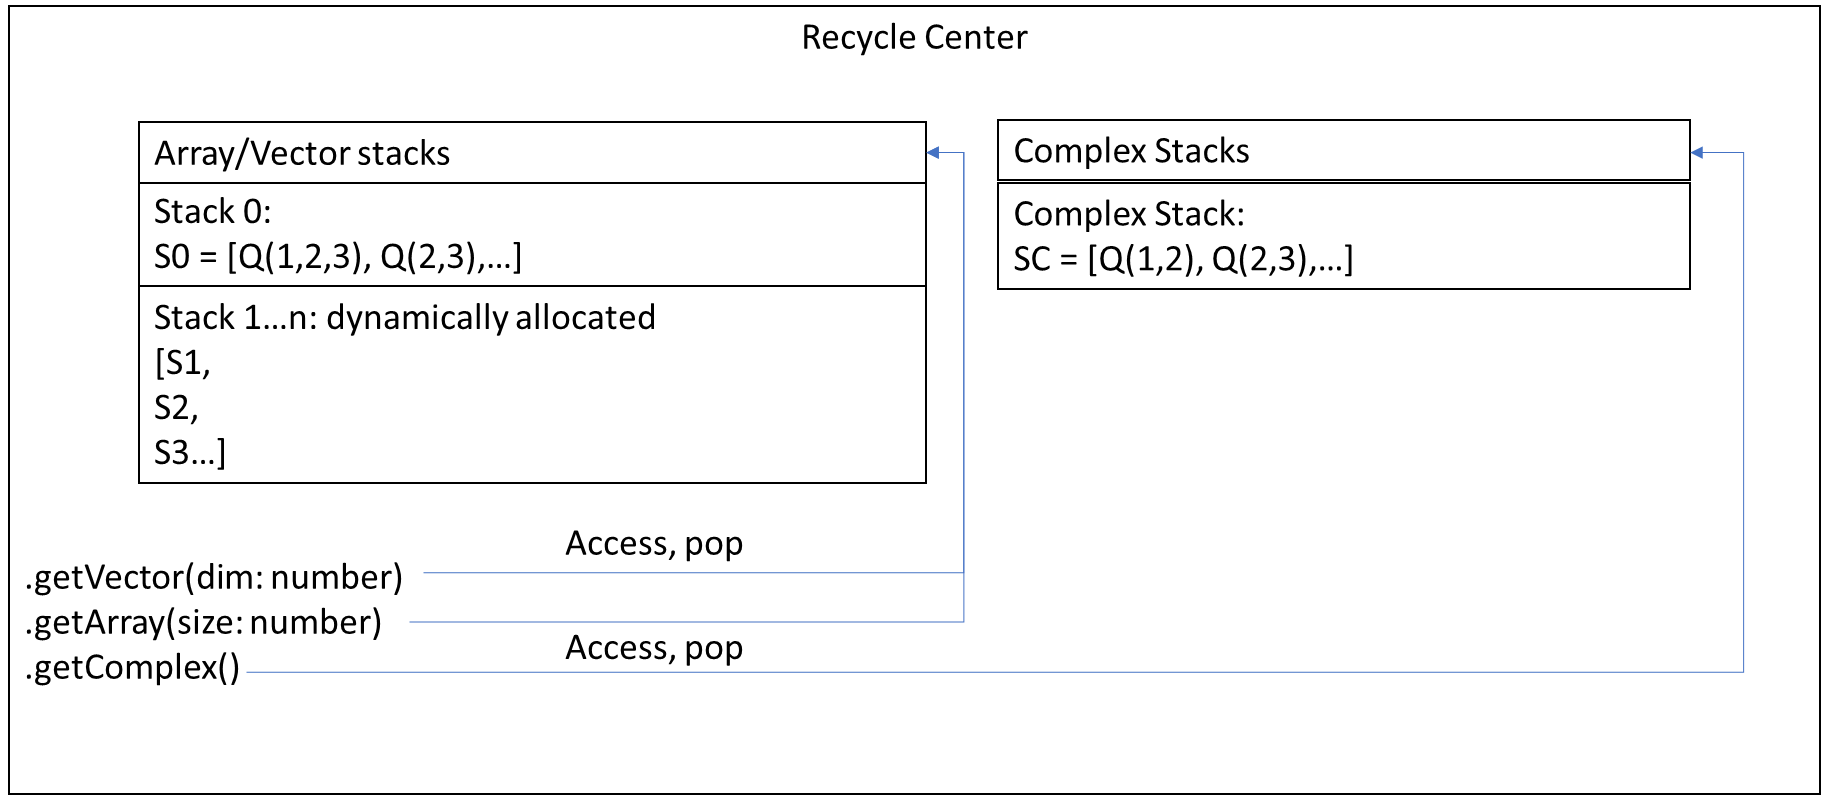 Recycle Center
Array/Vector stacks
Stack 0:
S0 = [Q(1,2,3), Q(2,3),...]
Stack 1...n: dynamically allocated
[S1,
S2,
S3...]
Complex Stacks
Complex Stack:
SC = [Q(1,2), Q(2,3),...]
Access, pop
.getVector(dim: number)
.getArray(size: number)
Access, pop
.getComplex()